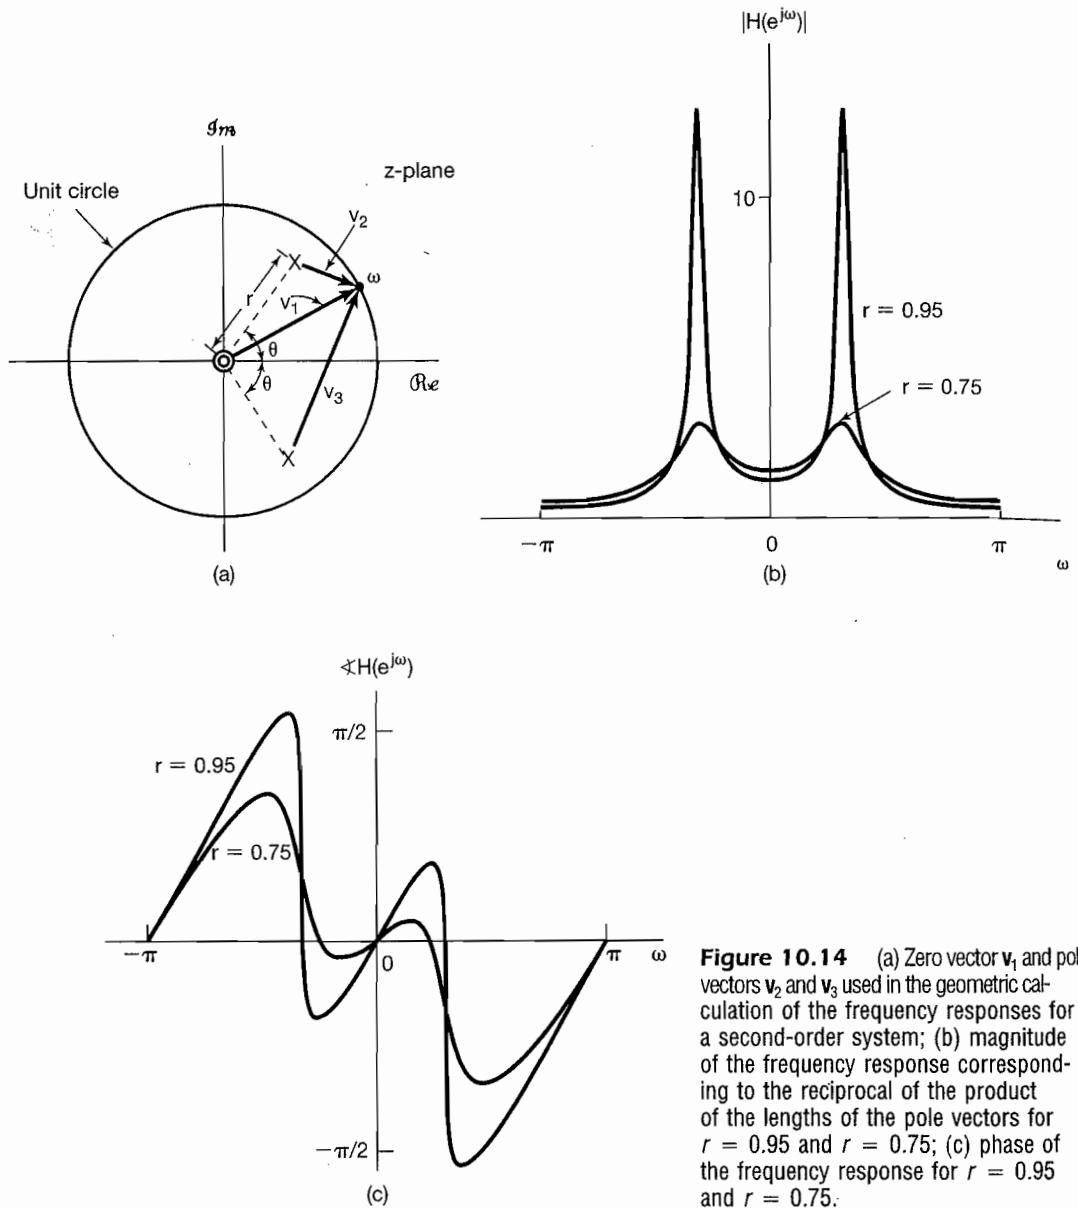 𝓘m
z-plane
Unit circle
v₂
ω
r
v₁
θ
θ
v₃
ℛe
(a)
|H(e^{jω})|
10
r = 0.95
r = 0.75
−π
0
π
ω
(b)
∢H(e^{jω})
π/2
r = 0.95
r = 0.75
−π
0
π
ω
−π/2
(c)
Figure 10.14 (a) Zero vector v₁ and pol
vectors v₂ and v₃ used in the geometric cal-
culation of the frequency responses for
a second-order system; (b) magnitude
of the frequency response correspond-
ing to the reciprocal of the product
of the lengths of the pole vectors for
r = 0.95 and r = 0.75; (c) phase of
the frequency response for r = 0.95
and r = 0.75.